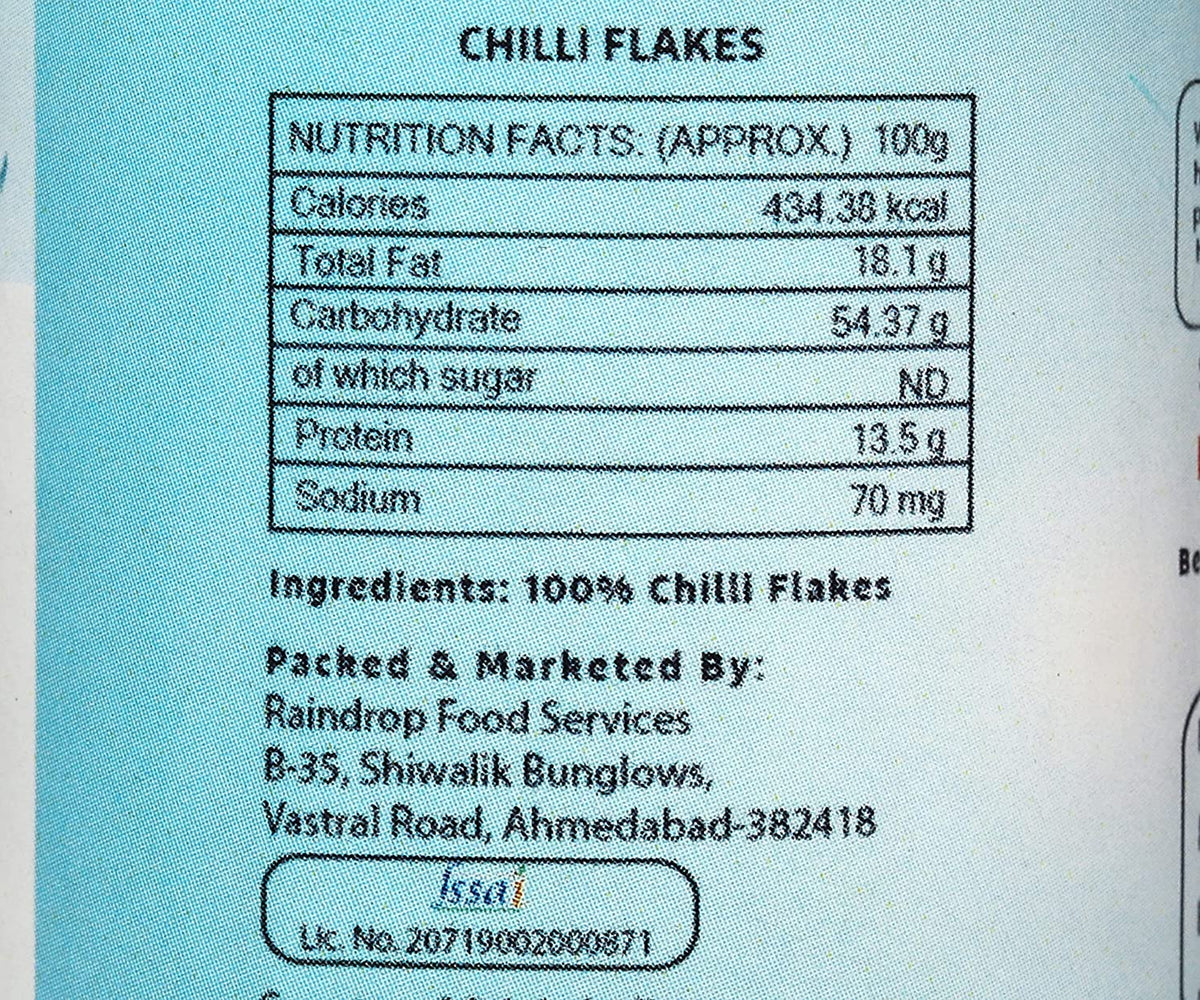 CHILLI FLAKES
NUTRITION FACTS: (APPROX.) 100g
Calories 434.38 kcal
Total Fat 18.1 g
Carbohydrate 54.37 g
of which sugar ND
Protein 13.5 g
Sodium 70 mg
Ingredients: 100% Chilli Flakes
Packed & Marketed By:
Raindrop Food Services
B-35, Shiwalik Bunglows,
Vastral Road, Ahmedabad-382418
fssai
Lic. No. 20719002000871